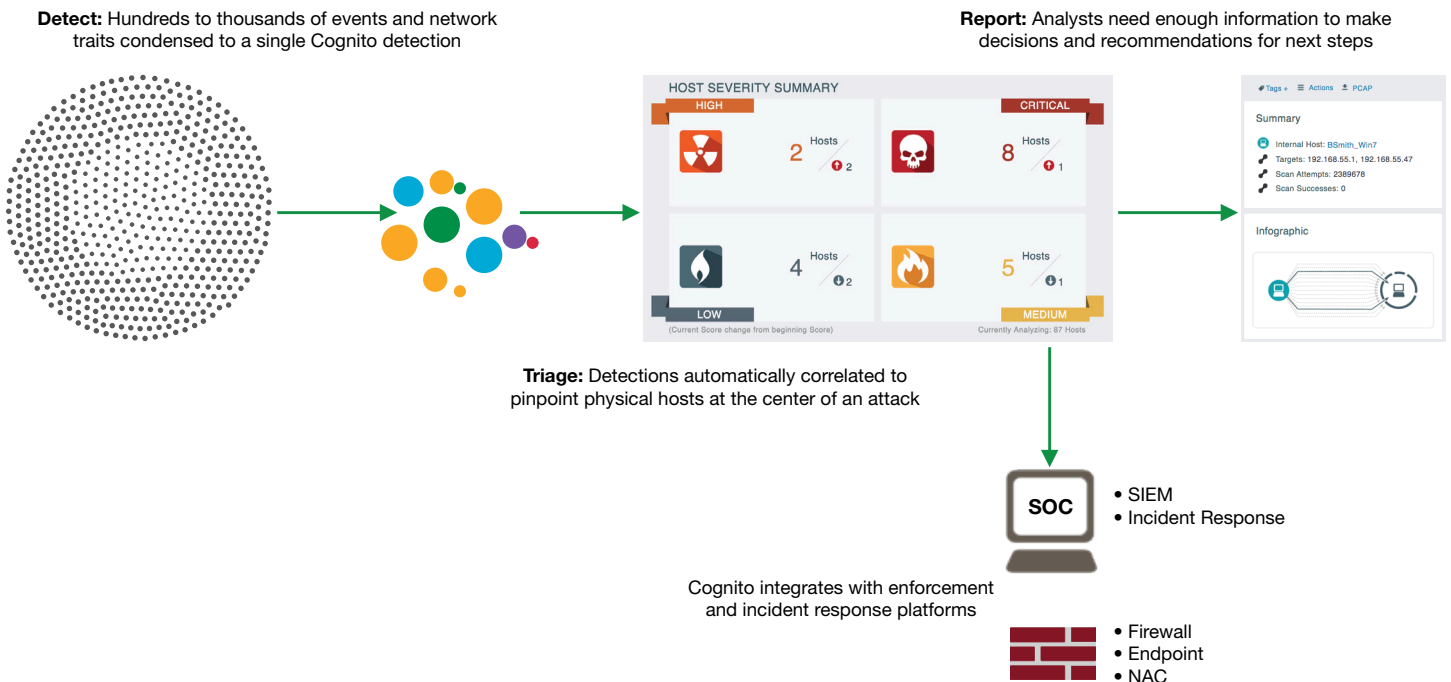 Detect: Hundreds to thousands of events and network
traits condensed to a single Cognito detection
Report: Analysts need enough information to make
decisions and recommendations for next steps
HOST SEVERITY SUMMARY
HIGH
2 Hosts
2
CRITICAL
8 Hosts
1
4 Hosts
2
LOW
5 Hosts
1
MEDIUM
(Current Score change from beginning Score)
Currently Analyzing: 87 Hosts
Tags + Actions PCAP
Summary
Internal Host: BSmith_Win7
Targets: 192.168.55.1, 192.168.55.47
Scan Attempts: 2389678
Scan Successes: 0
Infographic
Triage: Detections automatically correlated to
pinpoint physical hosts at the center of an attack
SOC
• SIEM
• Incident Response
Cognito integrates with enforcement
and incident response platforms
• Firewall
• Endpoint
• NAC